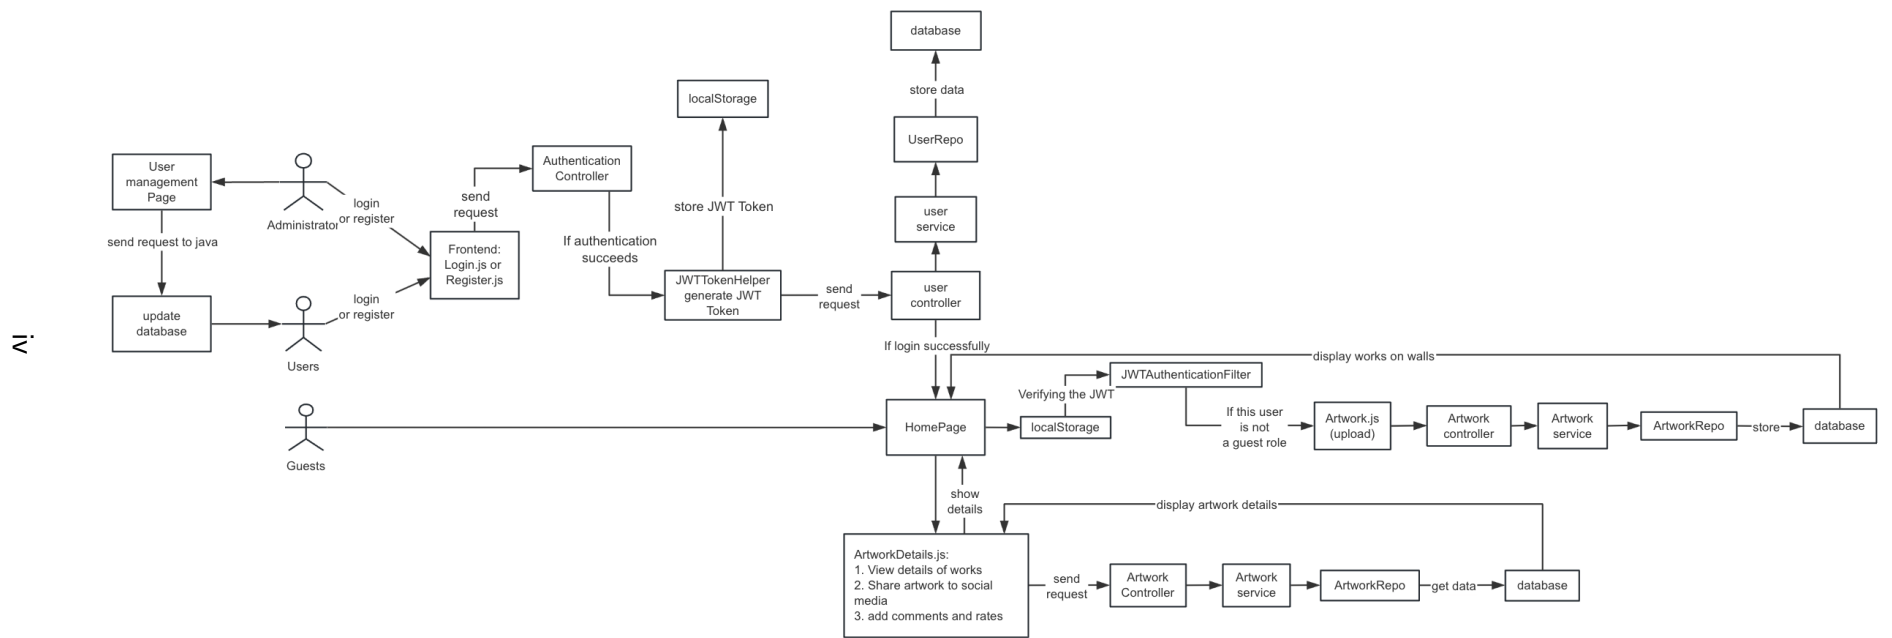 database
store data
localStorage
UserRepo
Authentication
Controller
User
management
Page
login
or register
Administrator
send
request
store JWT Token
user
service
send request to java
If authentication
succeeds
Frontend:
Login.js or
Register.js
JWTTokenHelper
generate JWT
Token
send
request
user
controller
update
database
login
or register
Users
iv
If login successfully
display works on walls
JWTAuthenticationFilter
Verifying the JWT
HomePage
localStorage
If this user
is not
a guest role
Artwork.js
(upload)
Artwork
controller
Artwork
service
ArtworkRepo
store
database
Guests
show
details
display artwork details
ArtworkDetails.js:
1. View details of works
2. Share artwork to social
media
3. add comments and rates
send
request
Artwork
Controller
Artwork
service
ArtworkRepo
get data
database